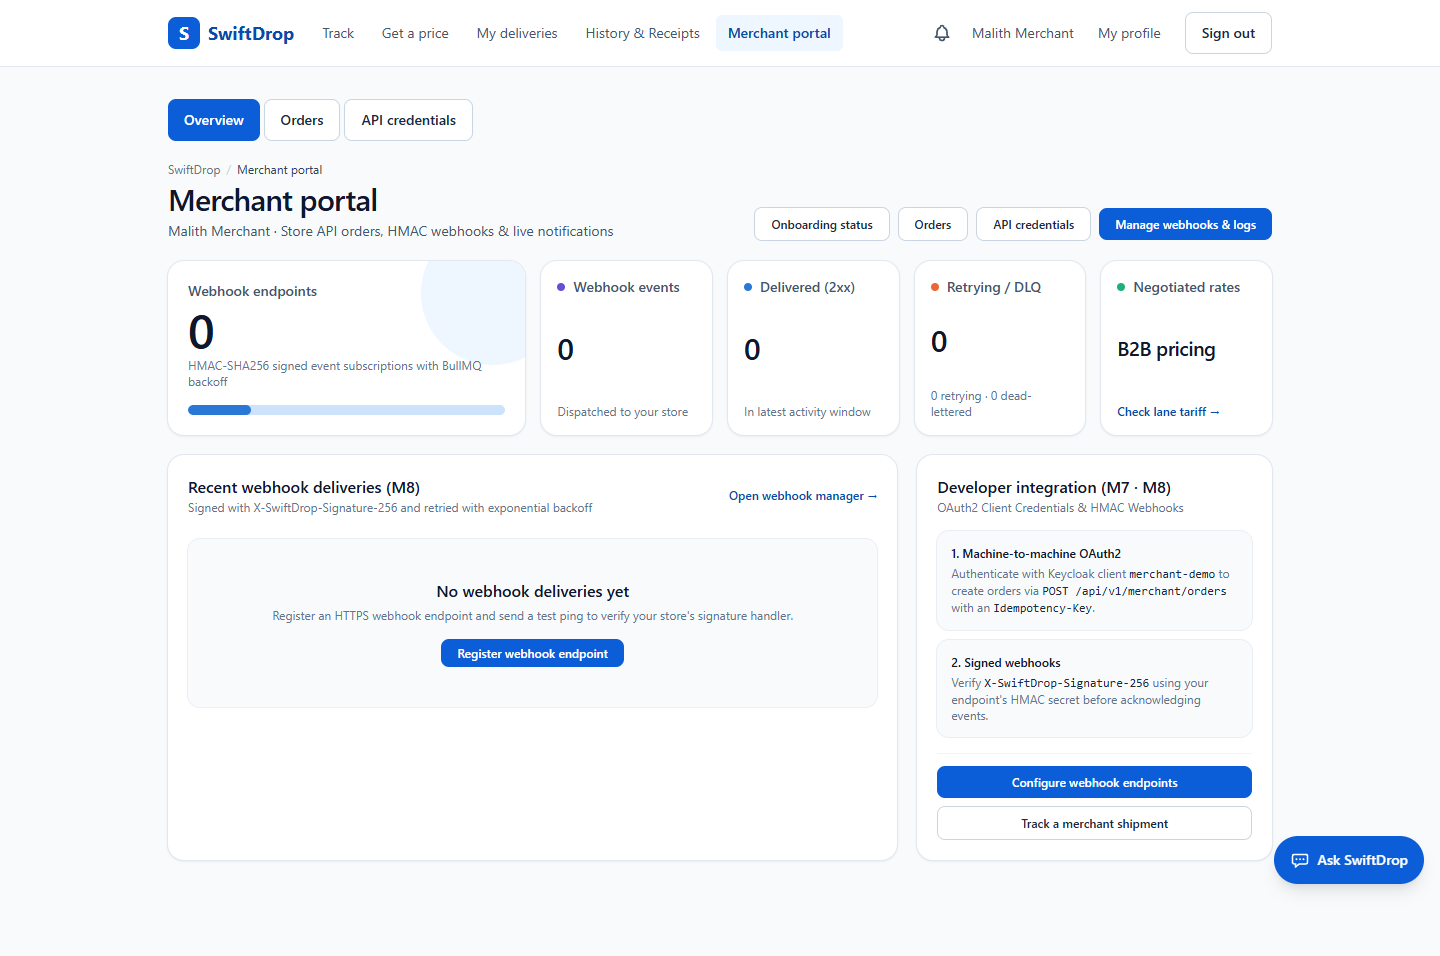 S SwiftDrop Track Get a price My deliveries History & Receipts Merchant portal Malith Merchant My profile Sign out
Overview Orders API credentials
SwiftDrop / Merchant portal
Merchant portal
Malith Merchant · Store API orders, HMAC webhooks & live notifications
Onboarding status Orders API credentials Manage webhooks & logs
Webhook endpoints
0
HMAC-SHA256 signed event subscriptions with BullMQ
backoff
Webhook events
0
Dispatched to your store
Delivered (2xx)
0
In latest activity window
Retrying / DLQ
0
0 retrying · 0 dead-
lettered
Negotiated rates
B2B pricing
Check lane tariff →
Recent webhook deliveries (M8)
Signed with X-SwiftDrop-Signature-256 and retried with exponential backoff
Open webhook manager →
No webhook deliveries yet
Register an HTTPS webhook endpoint and send a test ping to verify your store's signature handler.
Register webhook endpoint
Developer integration (M7 · M8)
OAuth2 Client Credentials & HMAC Webhooks
1. Machine-to-machine OAuth2
Authenticate with Keycloak client merchant-demo to
create orders via POST /api/v1/merchant/orders
with an Idempotency-Key.
2. Signed webhooks
Verify X-SwiftDrop-Signature-256 using your
endpoint's HMAC secret before acknowledging
events.
Configure webhook endpoints
Track a merchant shipment
Ask SwiftDrop